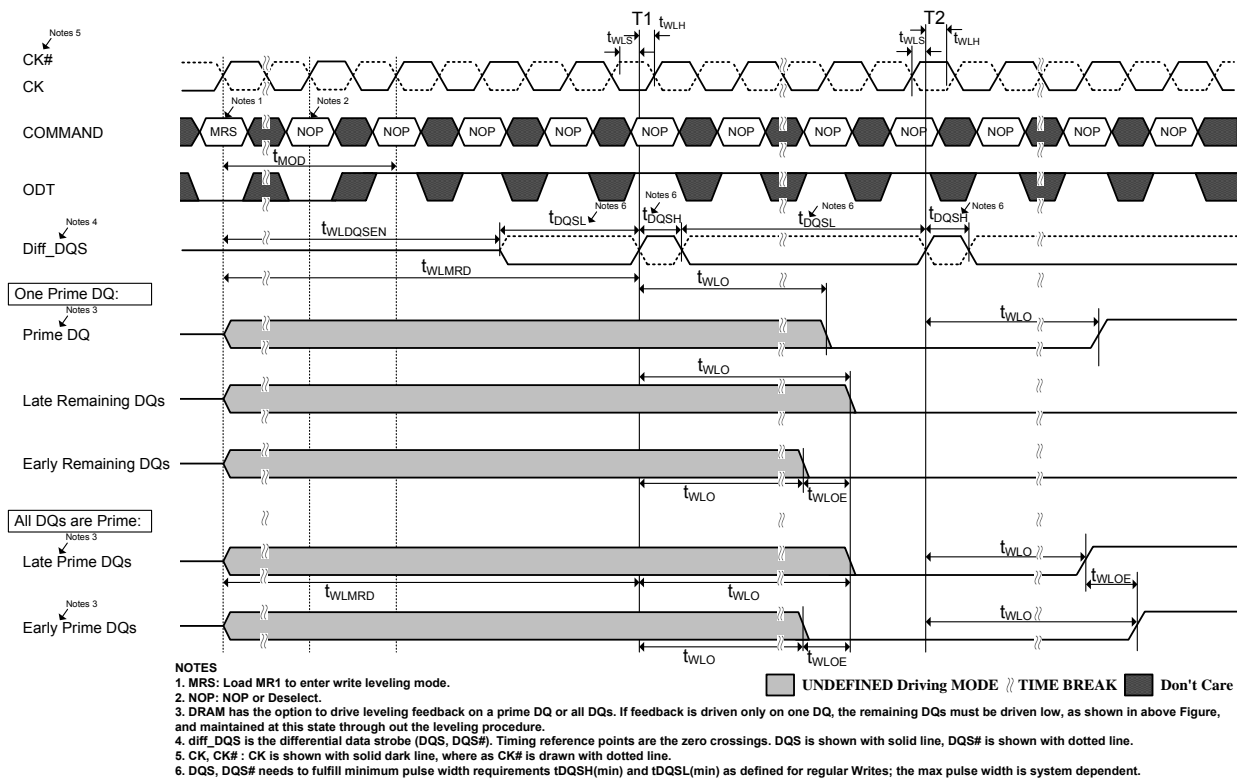 T1
T2
tWLS
tWLH
tWLS
tWLH
Notes 5
CK#
CK
Notes 1
Notes 2
COMMAND
MRS
NOP
NOP
NOP
NOP
NOP
NOP
NOP
NOP
NOP
NOP
NOP
tMOD
ODT
Notes 4
Diff_DQS
tWLDQSEN
tDQSL
Notes 6
tDQSH
Notes 6
tDQSL
Notes 6
tDQSH
Notes 6
tWLMRD
tWLO
One Prime DQ:
Notes 3
Prime DQ
tWLO
tWLO
Late Remaining DQs
Early Remaining DQs
tWLO
tWLOE
All DQs are Prime:
Notes 3
Late Prime DQs
tWLO
tWLOE
tWLMRD
tWLO
Notes 3
Early Prime DQs
tWLO
tWLO
tWLOE
NOTES
1. MRS: Load MR1 to enter write leveling mode.
2. NOP: NOP or Deselect.
UNDEFINED Driving MODE
TIME BREAK
Don't Care
3. DRAM has the option to drive leveling feedback on a prime DQ or all DQs. If feedback is driven only on one DQ, the remaining DQs must be driven low, as shown in above Figure,
and maintained at this state through out the leveling procedure.
4. diff_DQS is the differential data strobe (DQS, DQS#). Timing reference points are the zero crossings. DQS is shown with solid line, DQS# is shown with dotted line.
5. CK, CK# : CK is shown with solid dark line, where as CK# is drawn with dotted line.
6. DQS, DQS# needs to fulfill minimum pulse width requirements tDQSH(min) and tDQSL(min) as defined for regular Writes; the max pulse width is system dependent.